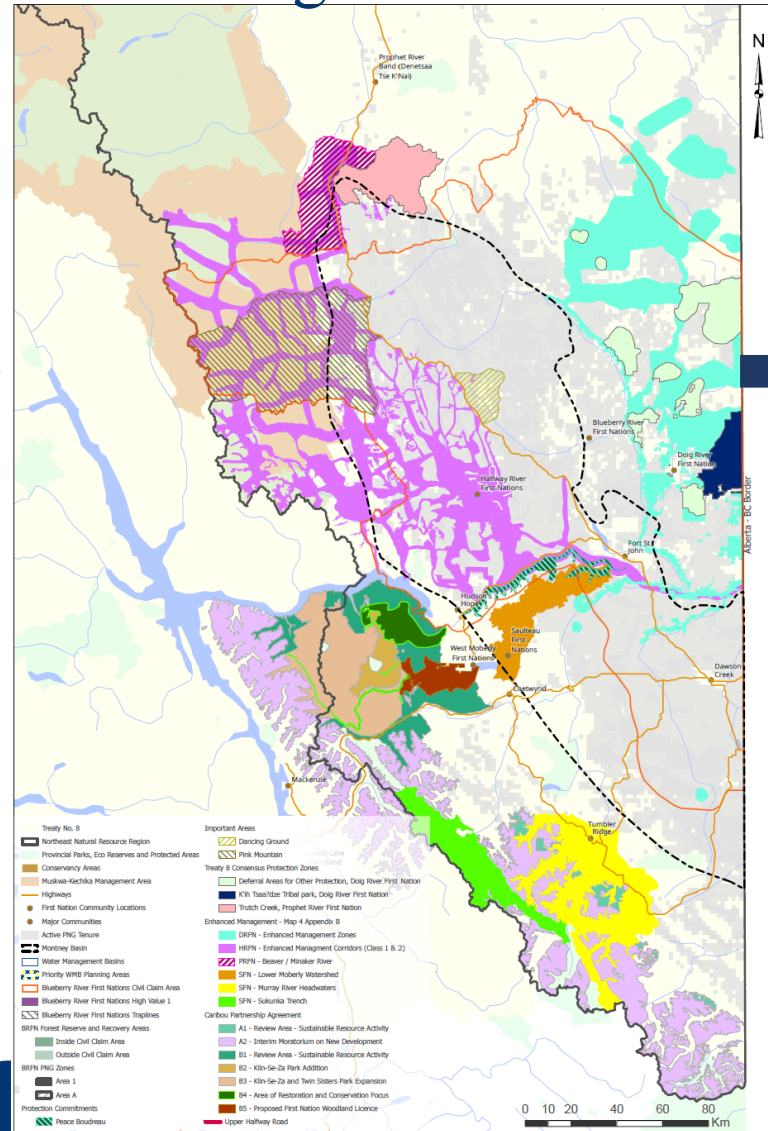 N
Prophet River
Band (Denetsaa
Tse K'Nai)
Blueberry River
First Nations
Doig River
First Nation
Halfway River
First Nations
Alberta - BC Border
Fort St.
John
Hudson
Hope
Saulteau
First
Nations
West Moberly
First Nations
Dawson
Creek
Chetwynd
Mackenzie
Tumbler
Ridge
Treaty No. 8
Northeast Natural Resource Region
Provincial Parks, Eco Reserves and Protected Areas
Conservancy Areas
Muskwa-Kechika Management Area
Highways
First Nation Community Locations
Major Communities
Active PNG Tenure
Montney Basin
Water Management Basins
Priority WMB Planning Areas
Blueberry River First Nations Civil Claim Area
Blueberry River First Nations High Value 1
Blueberry River First Nations Traplines
BRFN Forest Reserve and Recovery Areas
Inside Civil Claim Area
Outside Civil Claim Area
BRFN PNG Zones
Area 1
Area A
Protection Commitments
Peace Boudreau
Important Areas
Dancing Ground
Pink Mountain
Treaty 8 Consensus Protection Zones
Deferral Areas for Other Protection, Doig River First Nation
K'ih Tsaa?dze Tribal park, Doig River First Nation
Trutch Creek, Prophet River First Nation
Enhanced Management - Map 4 Appendix B
DRFN - Enhanced Management Zones
HRFN - Enhanced Managment Corridors (Class 1 & 2)
PRFN - Beaver / Minaker River
SFN - Lower Moberly Watershed
SFN - Murray River Headwaters
SFN - Sukunka Trench
Caribou Partnership Agreement
A1 - Review Area - Sustainable Resource Activity
A2 - Interim Moratorium on New Development
B1 - Review Area - Sustainable Resource Activity
B2 - Klin-Se-Za Park Addition
B3 - Klin-Se-Za and Twin Sisters Park Expansion
B4 - Area of Restoration and Conservation Focus
B5 - Proposed First Nation Woodland Licence
Upper Halfway Road
0 10 20 40 60 80
Km